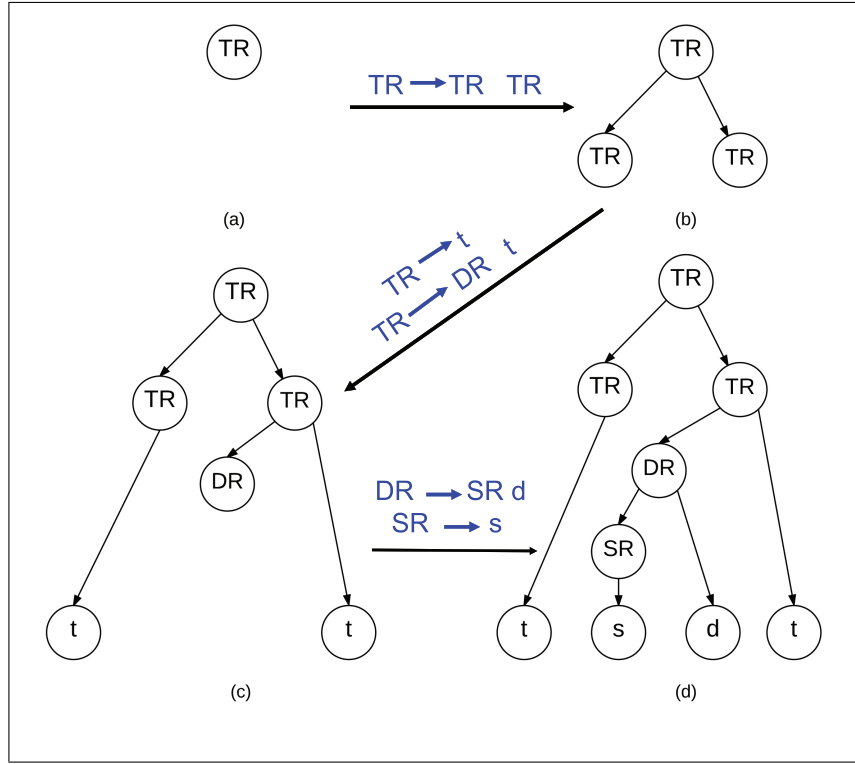 TR
TR → TR TR
TR
TR TR
(a)
(b)
TR → t
TR → DR t
TR
TR TR
DR
t t
(c)
DR → SR d
SR → s
TR
TR TR
DR
SR
t s d t
(d)